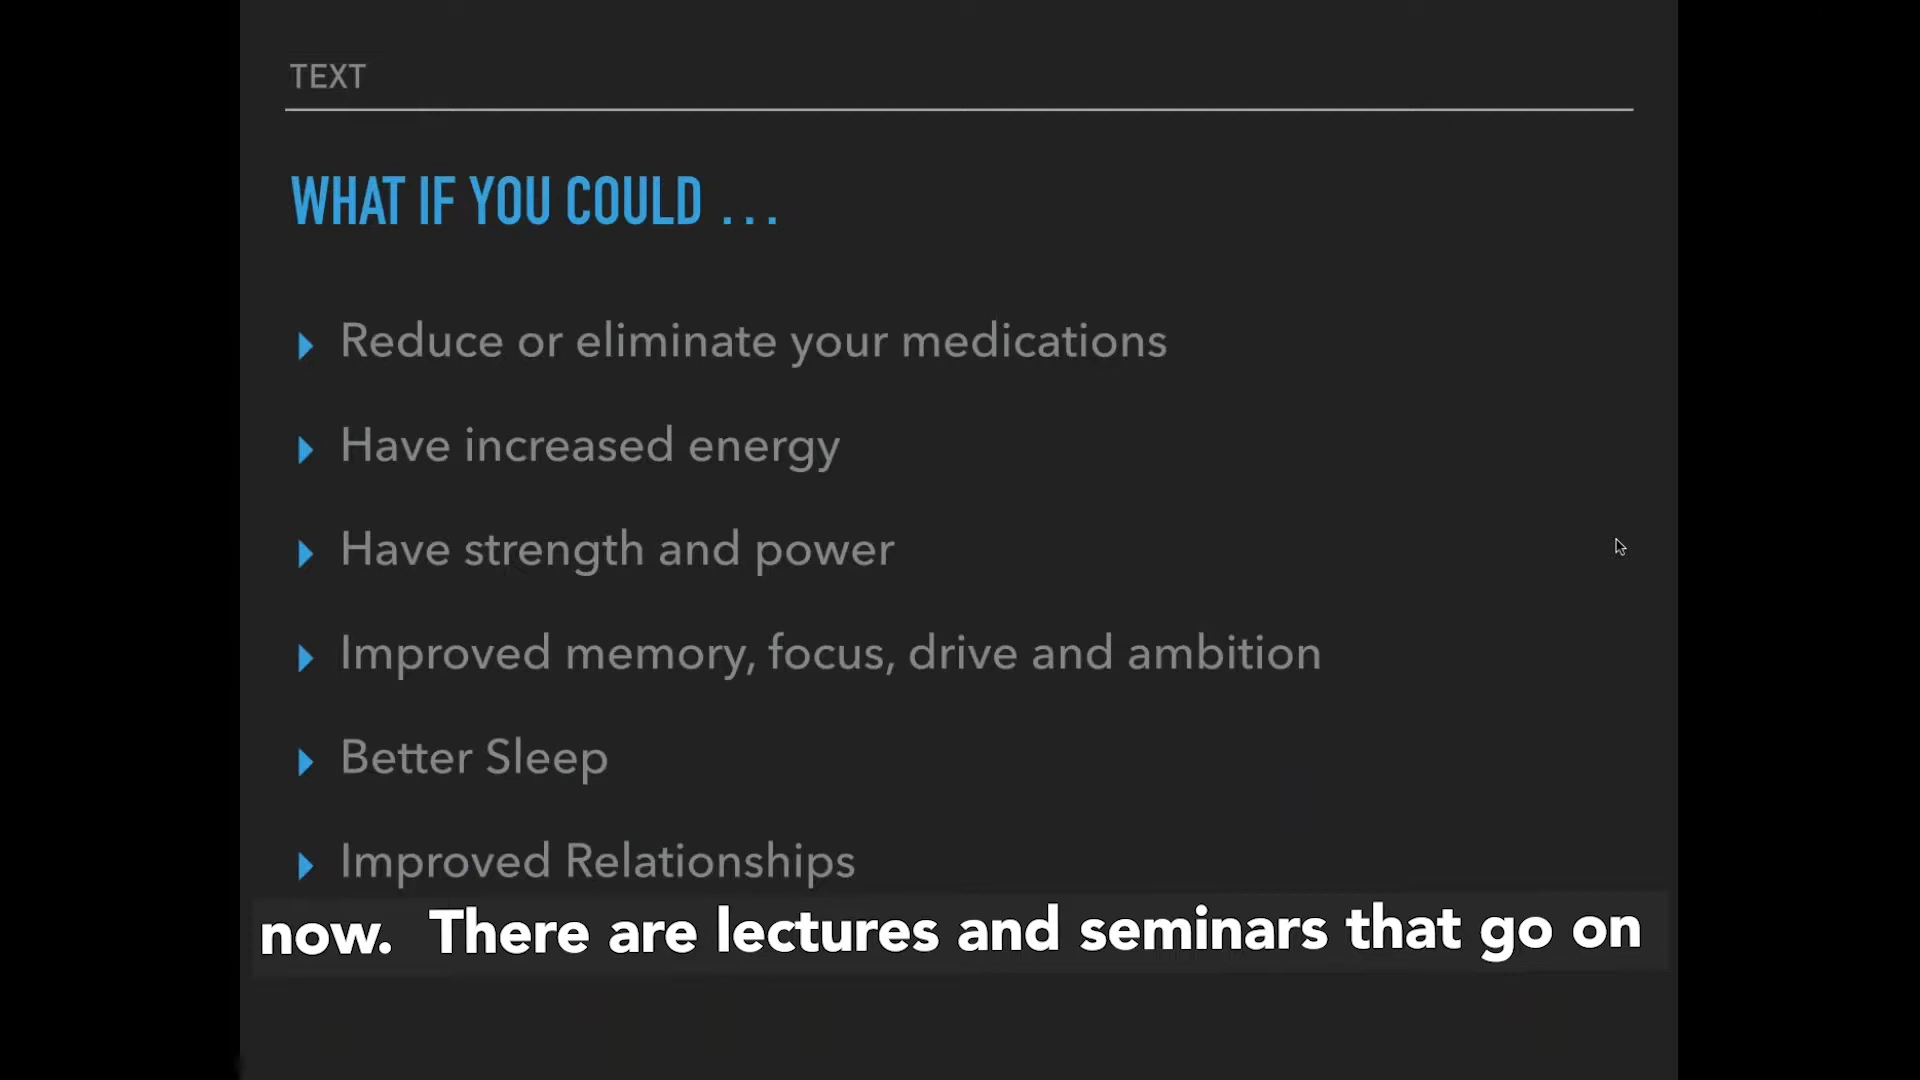 TEXT
WHAT IF YOU COULD ...
Reduce or eliminate your medications
Have increased energy
Have strength and power
Improved memory, focus, drive and ambition
Better Sleep
Improved Relationships
now. There are lectures and seminars that go on